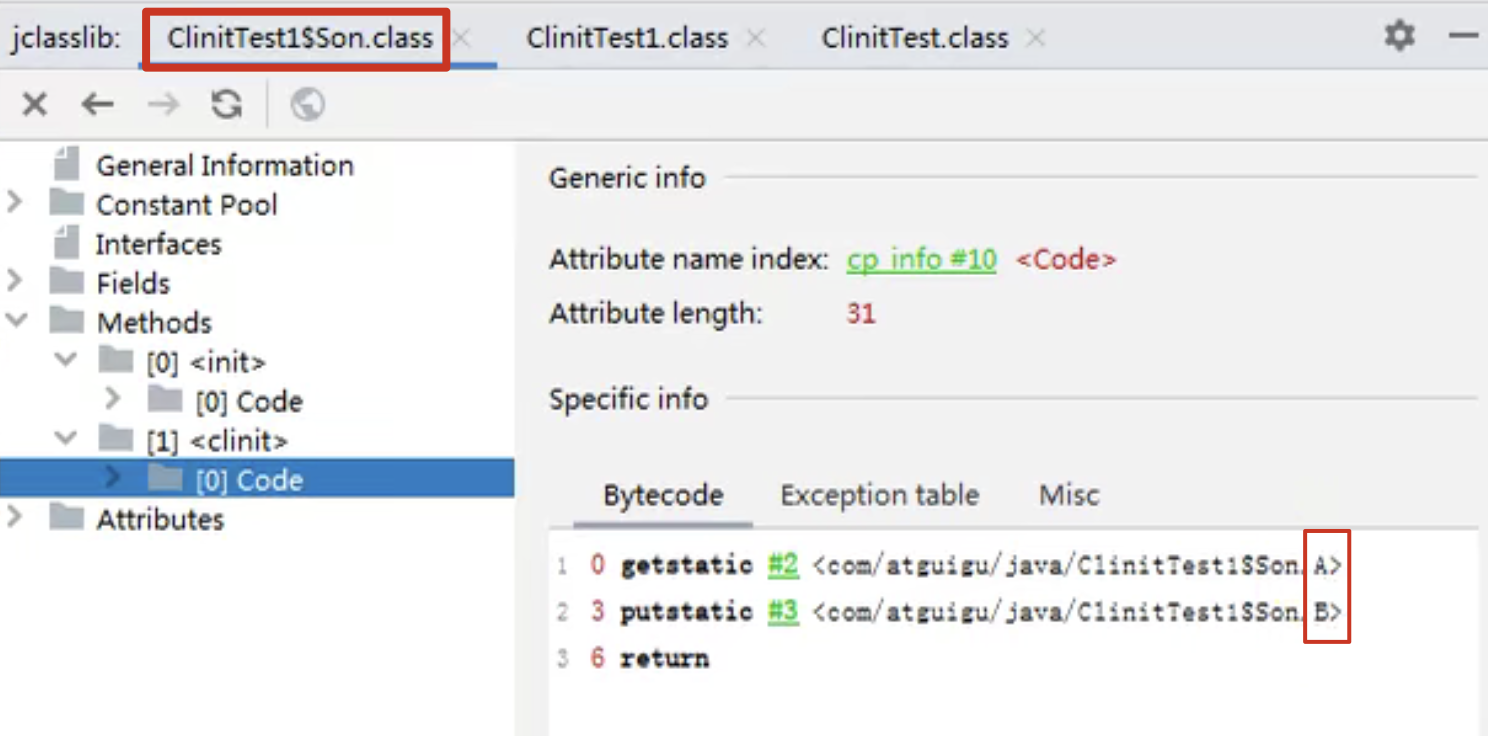 jclasslib: ClinitTest1$Son.class ClinitTest1.class ClinitTest.class
General Information
Constant Pool
Interfaces
Fields
Methods
[0] <init>
[0] Code
[1] <clinit>
[0] Code
Attributes
Generic info
Attribute name index: cp_info #10 <Code>
Attribute length: 31
Specific info
Bytecode Exception table Misc
1 0 getstatic #2 <com/atguigu/java/ClinitTest1$Son.A>
2 3 putstatic #3 <com/atguigu/java/ClinitTest1$Son.B>
3 6 return